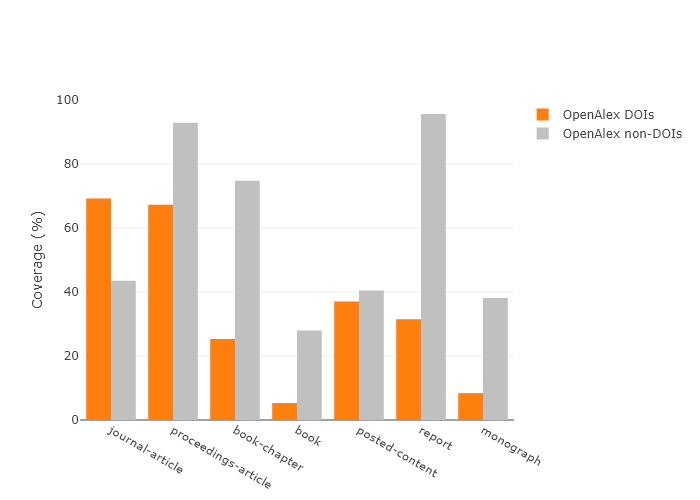 100
80
60
40
20
0
Coverage (%)
journal-article
proceedings-article
book-chapter
book
posted-content
report
monograph
OpenAlex DOIs
OpenAlex non-DOIs